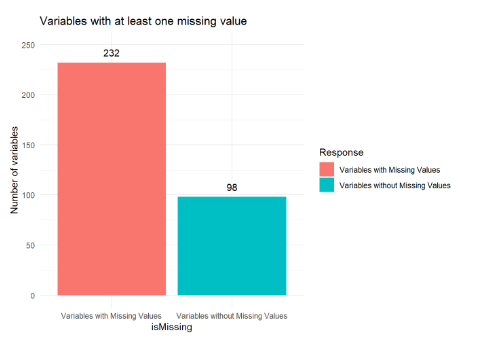 Variables with at least one missing value
250
232
200
150
100
98
50
0
Number of variables
Variables with Missing Values
Variables without Missing Values
isMissing
Response
Variables with Missing Values
Variables without Missing Values